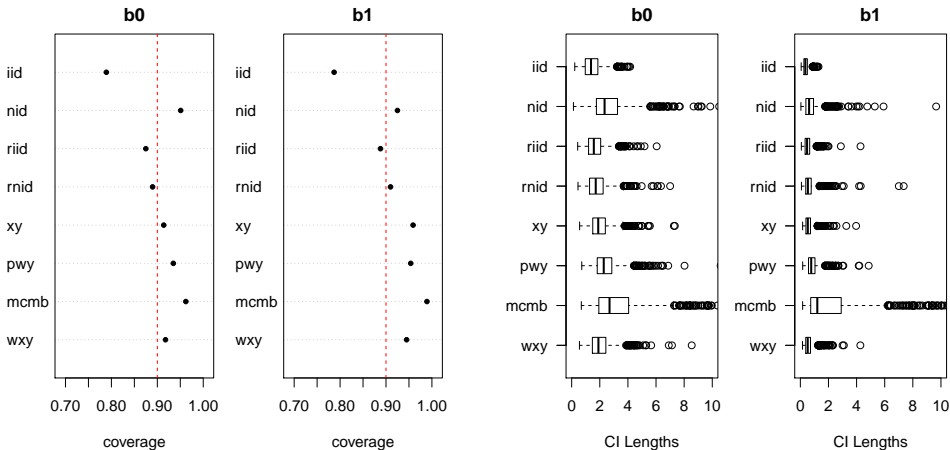 b0
iid
nid
riid
rnid
xy
pwy
mcmb
wxy
0.70
0.80
0.90
1.00
coverage
b1
iid
nid
riid
rnid
xy
pwy
mcmb
wxy
0.70
0.80
0.90
1.00
coverage
b0
iid
nid
riid
rnid
xy
pwy
mcmb
wxy
0 2 4 6 8 10
CI Lengths
b1
iid
nid
riid
rnid
xy
pwy
mcmb
wxy
0 2 4 6 8 10
CI Lengths